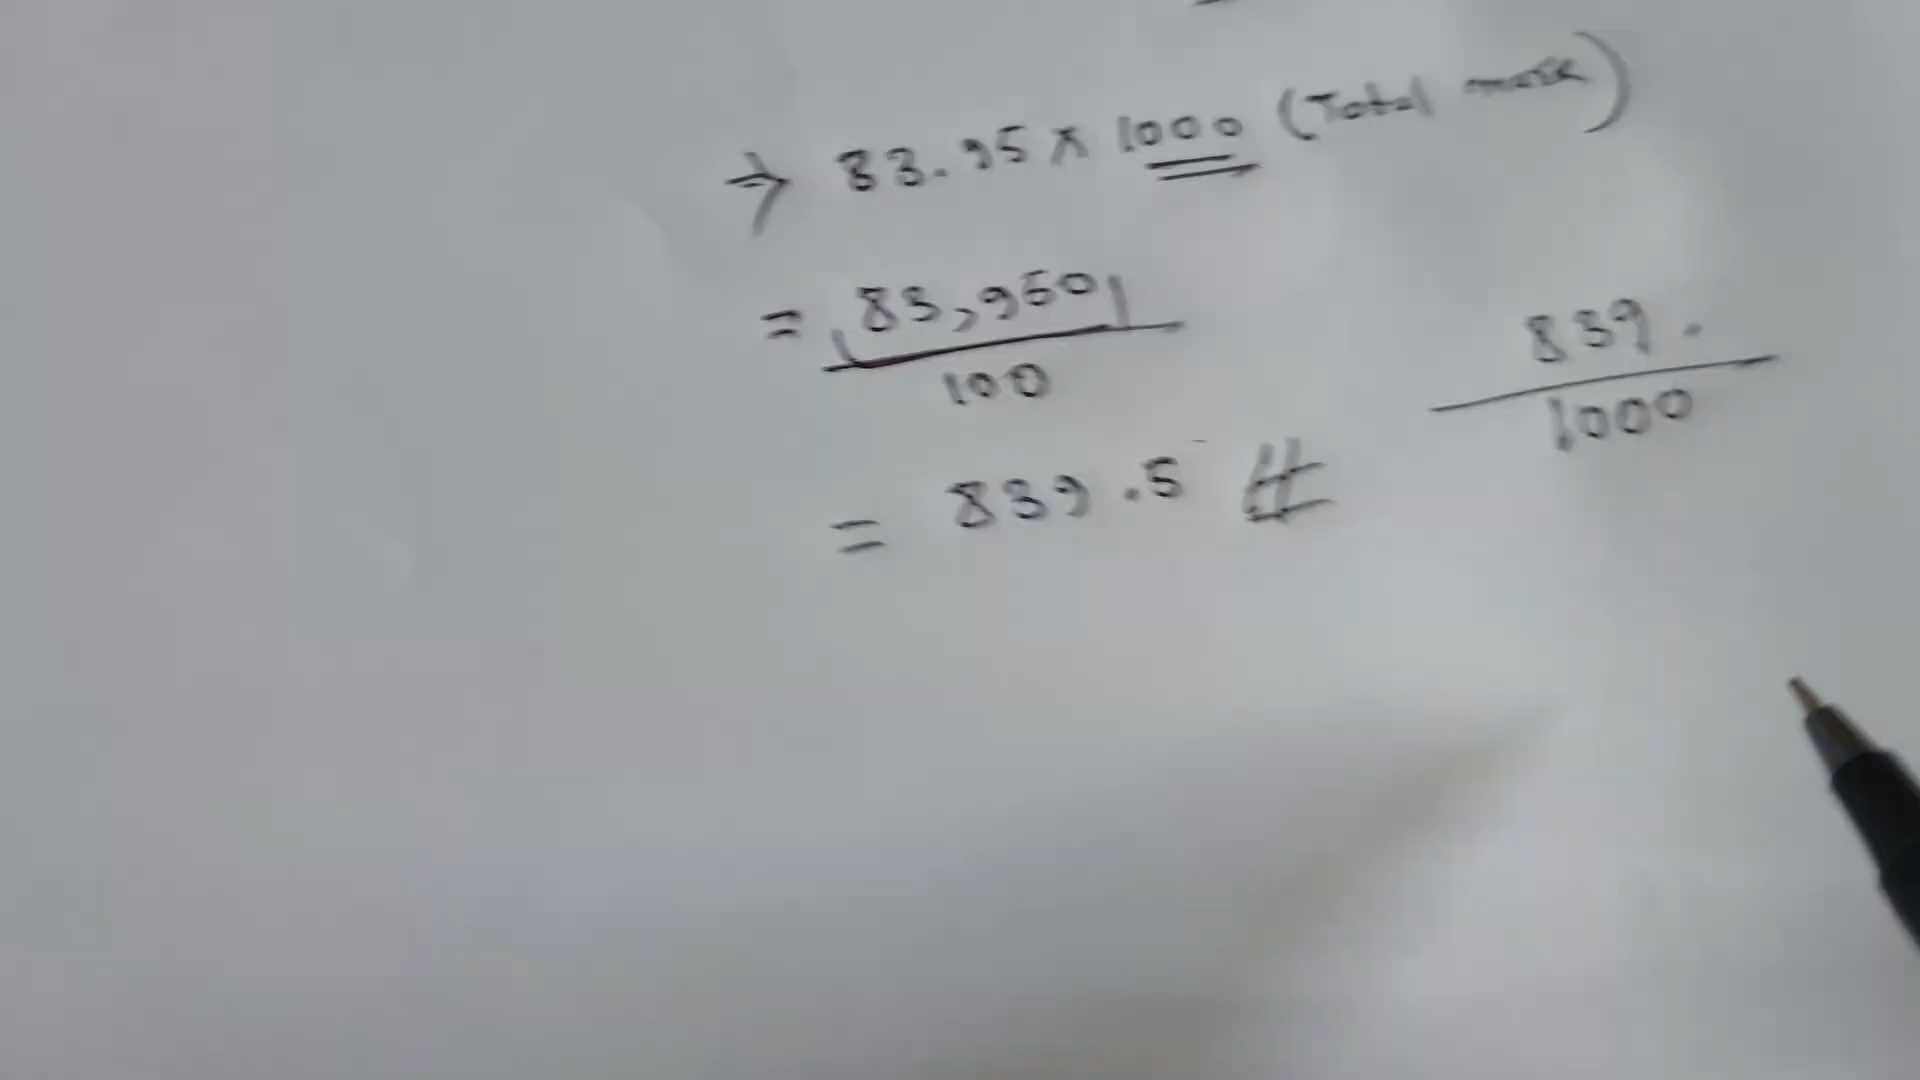 → 83.95 x 1000 (Total mark)
= 83,950
100
= 839.5 #
839.
1000